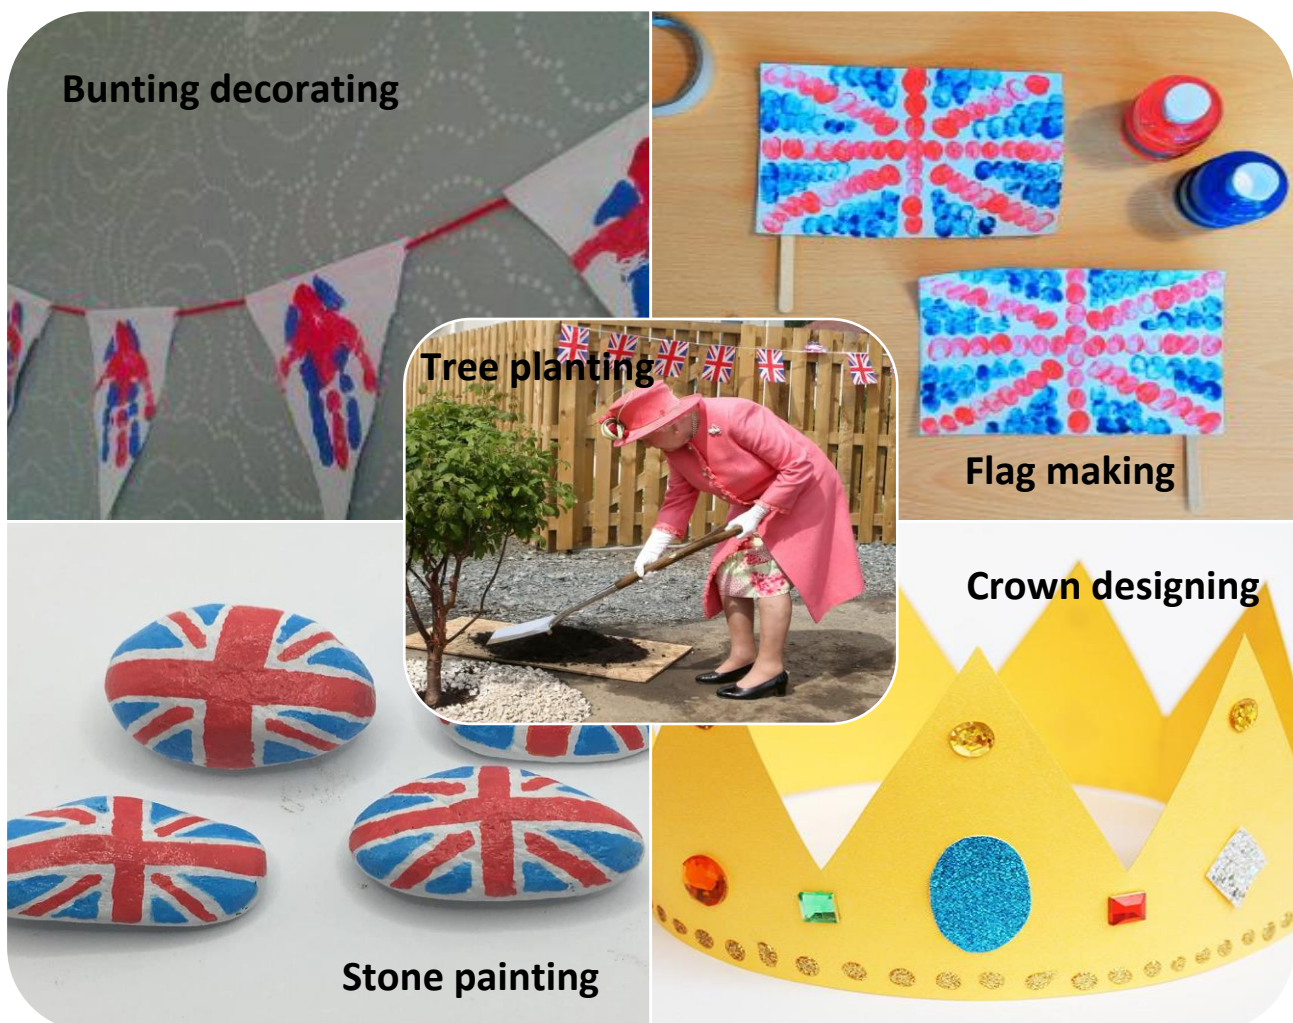 Bunting decorating
Tree planting
Flag making
Crown designing
Stone painting